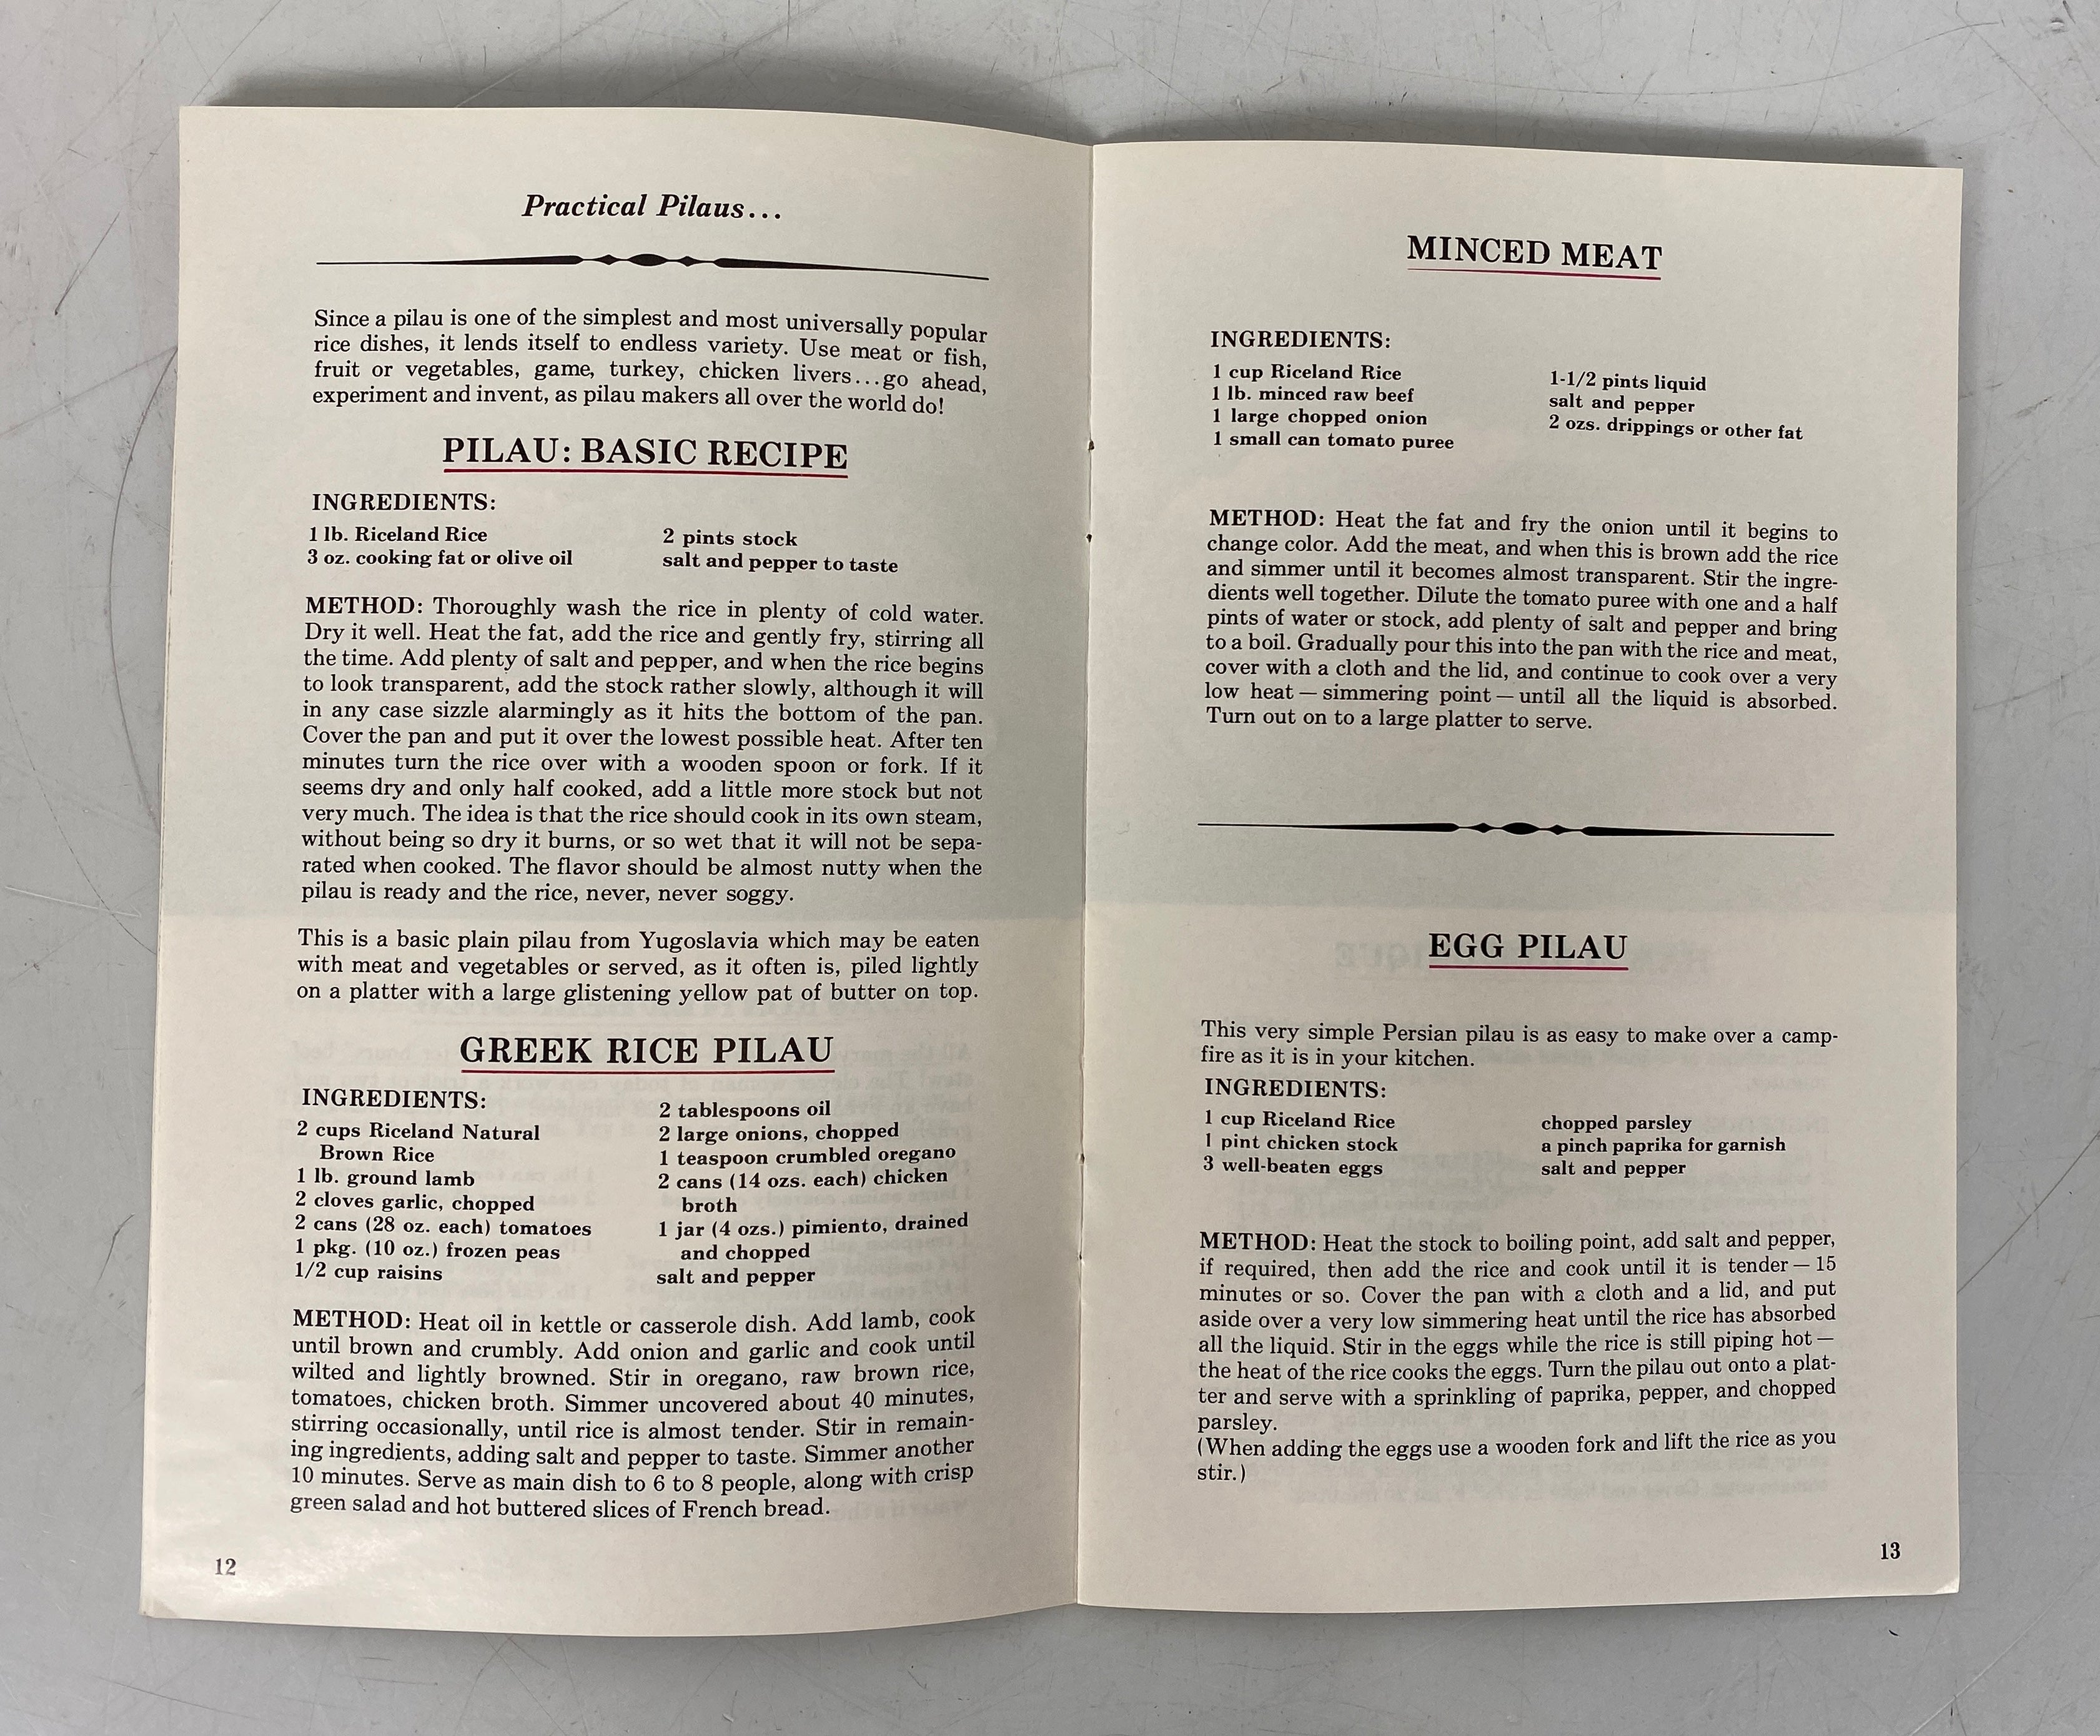 Practical Pilaus...
Since a pilau is one of the simplest and most universally popular
rice dishes, it lends itself to endless variety. Use meat or fish,
fruit or vegetables, game, turkey, chicken livers...go ahead,
experiment and invent, as pilau makers all over the world do!
PILAU: BASIC RECIPE
INGREDIENTS:
1 lb. Riceland Rice
3 oz. cooking fat or olive oil
2 pints stock
salt and pepper to taste
METHOD: Thoroughly wash the rice in plenty of cold water.
Dry it well. Heat the fat, add the rice and gently fry, stirring all
the time. Add plenty of salt and pepper, and when the rice begins
to look transparent, add the stock rather slowly, although it will
in any case sizzle alarmingly as it hits the bottom of the pan.
Cover the pan and put it over the lowest possible heat. After ten
minutes turn the rice over with a wooden spoon or fork. If it
seems dry and only half cooked, add a little more stock but not
very much. The idea is that the rice should cook in its own steam,
without being so dry it burns, or so wet that it will not be sepa-
rated when cooked. The flavor should be almost nutty when the
pilau is ready and the rice, never, never soggy.
This is a basic plain pilau from Yugoslavia which may be eaten
with meat and vegetables or served, as it often is, piled lightly
on a platter with a large glistening yellow pat of butter on top.
GREEK RICE PILAU
INGREDIENTS:
2 cups Riceland Natural
Brown Rice
1 lb. ground lamb
2 cloves garlic, chopped
2 cans (28 oz. each) tomatoes
1 pkg. (10 oz.) frozen peas
1/2 cup raisins
2 tablespoons oil
2 large onions, chopped
1 teaspoon crumbled oregano
2 cans (14 ozs. each) chicken
broth
1 jar (4 ozs.) pimiento, drained
and chopped
salt and pepper
METHOD: Heat oil in kettle or casserole dish. Add lamb, cook
until brown and crumbly. Add onion and garlic and cook until
wilted and lightly browned. Stir in oregano, raw brown rice,
tomatoes, chicken broth. Simmer uncovered about 40 minutes,
stirring occasionally, until rice is almost tender. Stir in remain-
ing ingredients, adding salt and pepper to taste. Simmer another
10 minutes. Serve as main dish to 6 to 8 people, along with crisp
green salad and hot buttered slices of French bread.
12
MINCED MEAT
INGREDIENTS:
1 cup Riceland Rice
1 lb. minced raw beef
1 large chopped onion
1 small can tomato puree
1-1/2 pints liquid
salt and pepper
2 ozs. drippings or other fat
METHOD: Heat the fat and fry the onion until it begins to
change color. Add the meat, and when this is brown add the rice
and simmer until it becomes almost transparent. Stir the ingre-
dients well together. Dilute the tomato puree with one and a half
pints of water or stock, add plenty of salt and pepper and bring
to a boil. Gradually pour this into the pan with the rice and meat,
cover with a cloth and the lid, and continue to cook over a very
low heat — simmering point — until all the liquid is absorbed.
Turn out on to a large platter to serve.
EGG PILAU
This very simple Persian pilau is as easy to make over a camp-
fire as it is in your kitchen.
INGREDIENTS:
1 cup Riceland Rice
1 pint chicken stock
3 well-beaten eggs
chopped parsley
a pinch paprika for garnish
salt and pepper
METHOD: Heat the stock to boiling point, add salt and pepper,
if required, then add the rice and cook until it is tender — 15
minutes or so. Cover the pan with a cloth and a lid, and put
aside over a very low simmering heat until the rice has absorbed
all the liquid. Stir in the eggs while the rice is still piping hot —
the heat of the rice cooks the eggs. Turn the pilau out onto a plat-
ter and serve with a sprinkling of paprika, pepper, and chopped
parsley.
(When adding the eggs use a wooden fork and lift the rice as you
stir.)
13